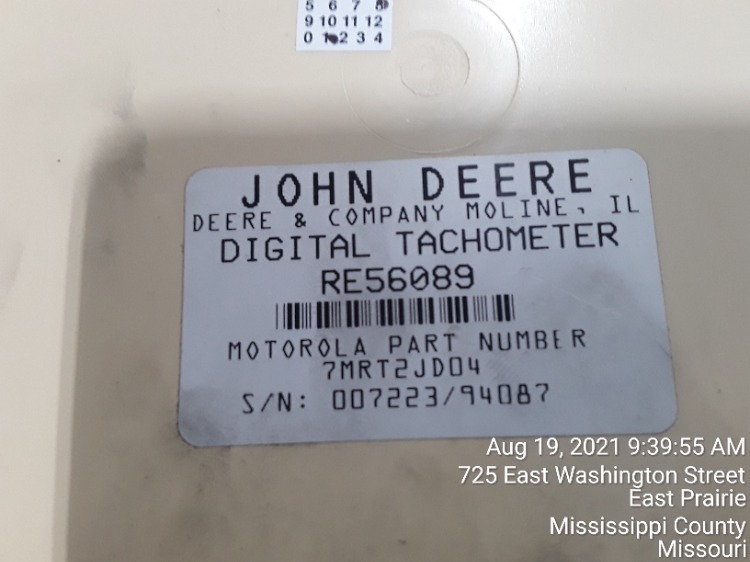 5 6 7 8
9 10 11 12
0 1 2 3 4
JOHN DEERE
DEERE & COMPANY MOLINE, IL
DIGITAL TACHOMETER
RE56089
MOTOROLA PART NUMBER
7MRT2JD04
S/N: 007223/94087
Aug 19, 2021 9:39:55 AM
725 East Washington Street
East Prairie
Mississippi County
Missouri